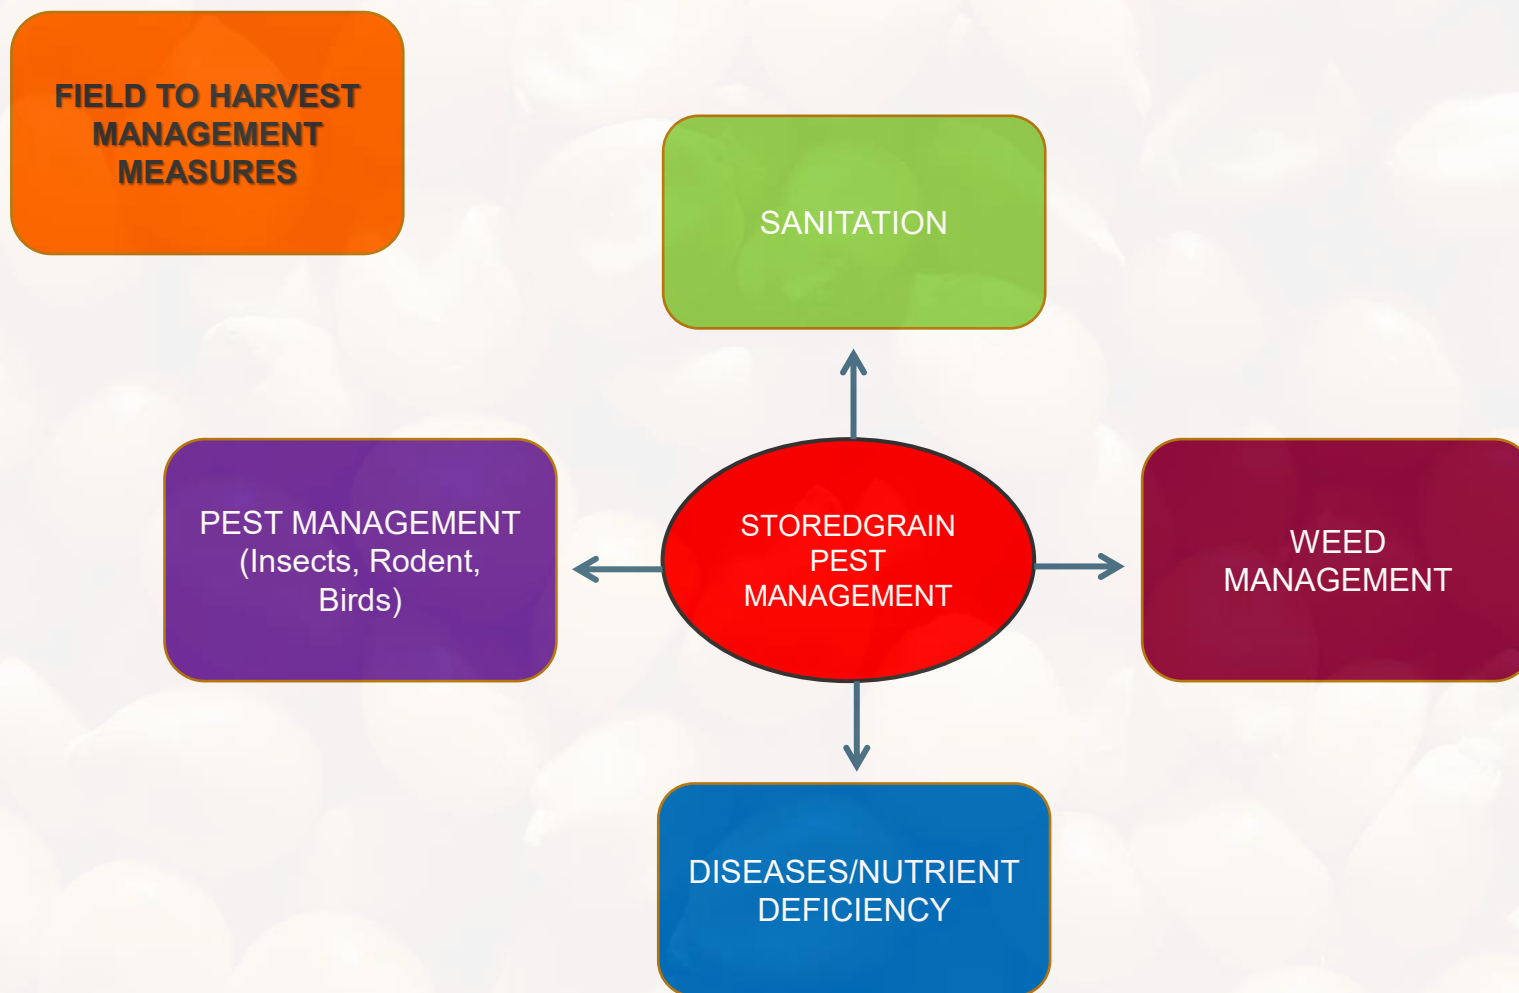 FIELD TO HARVEST
MANAGEMENT
MEASURES
SANITATION
PEST MANAGEMENT
(Insects, Rodent,
Birds)
STOREDGRAIN
PEST
MANAGEMENT
WEED
MANAGEMENT
DISEASES/NUTRIENT
DEFICIENCY